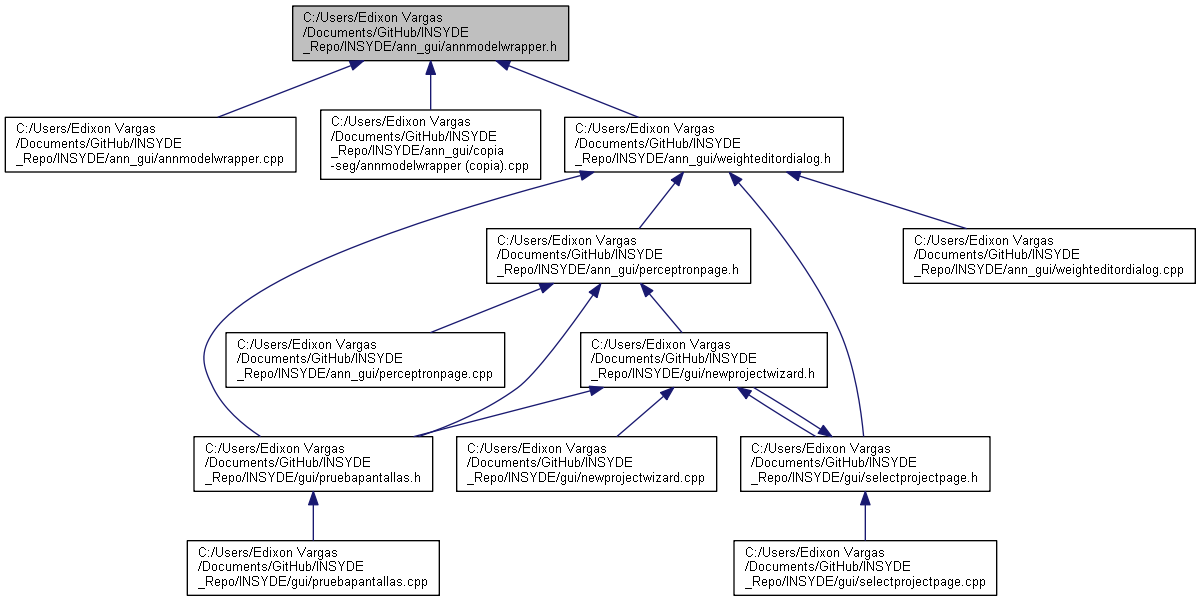 C:/Users/Edixon Vargas
/Documents/GitHub/INSYDE
_Repo/INSYDE/ann_gui/annmodelwrapper.h
C:/Users/Edixon Vargas
/Documents/GitHub/INSYDE
_Repo/INSYDE/ann_gui/annmodelwrapper.cpp
C:/Users/Edixon Vargas
/Documents/GitHub/INSYDE
_Repo/INSYDE/ann_gui/copia
-seg/annmodelwrapper (copia).cpp
C:/Users/Edixon Vargas
/Documents/GitHub/INSYDE
_Repo/INSYDE/ann_gui/weighteditordialog.h
C:/Users/Edixon Vargas
/Documents/GitHub/INSYDE
_Repo/INSYDE/ann_gui/perceptronpage.h
C:/Users/Edixon Vargas
/Documents/GitHub/INSYDE
_Repo/INSYDE/ann_gui/weighteditordialog.cpp
C:/Users/Edixon Vargas
/Documents/GitHub/INSYDE
_Repo/INSYDE/ann_gui/perceptronpage.cpp
C:/Users/Edixon Vargas
/Documents/GitHub/INSYDE
_Repo/INSYDE/gui/newprojectwizard.h
C:/Users/Edixon Vargas
/Documents/GitHub/INSYDE
_Repo/INSYDE/gui/pruebapantallas.h
C:/Users/Edixon Vargas
/Documents/GitHub/INSYDE
_Repo/INSYDE/gui/newprojectwizard.cpp
C:/Users/Edixon Vargas
/Documents/GitHub/INSYDE
_Repo/INSYDE/gui/selectprojectpage.h
C:/Users/Edixon Vargas
/Documents/GitHub/INSYDE
_Repo/INSYDE/gui/pruebapantallas.cpp
C:/Users/Edixon Vargas
/Documents/GitHub/INSYDE
_Repo/INSYDE/gui/selectprojectpage.cpp